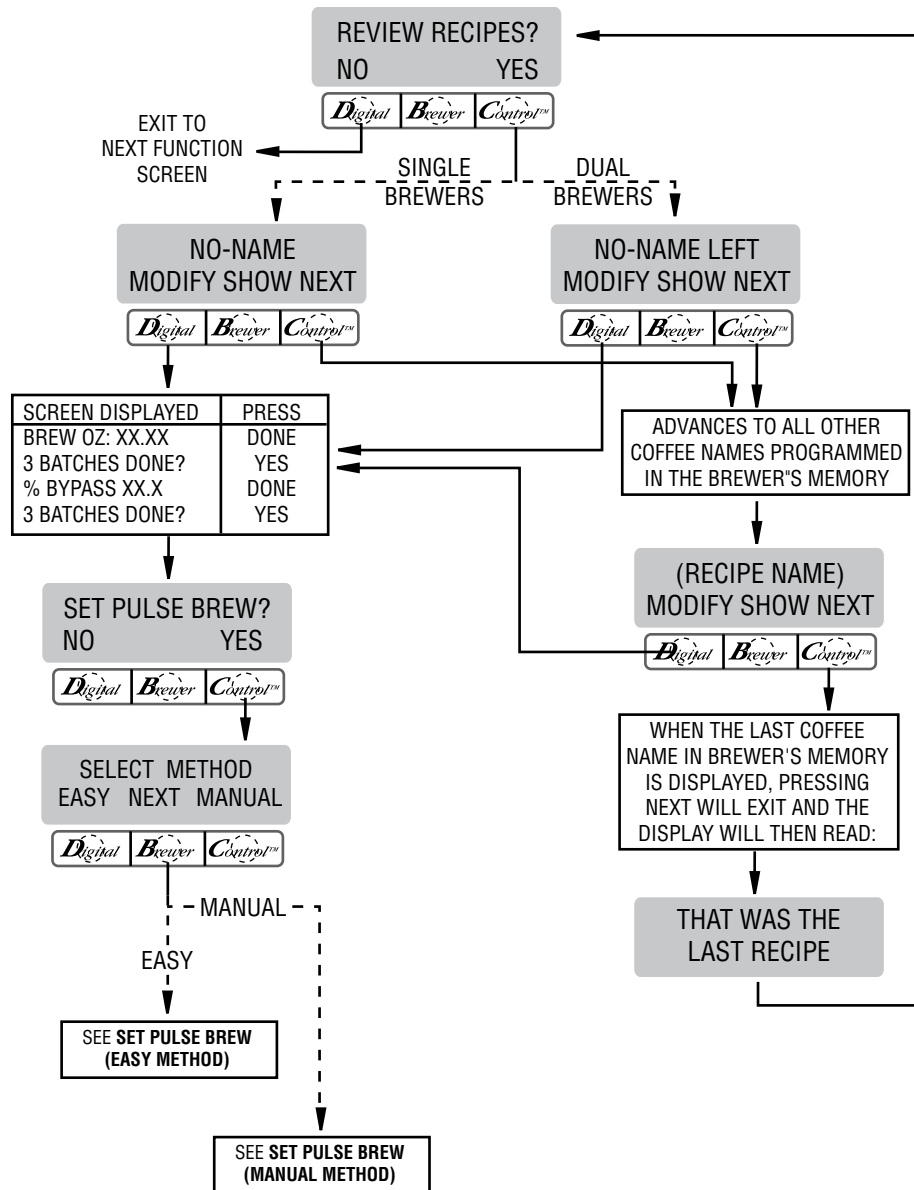 REVIEW RECIPES?
NO YES
Digital Brewer Control™
EXIT TO
NEXT FUNCTION
SCREEN
SINGLE
BREWERS
DUAL
BREWERS
NO-NAME
MODIFY SHOW NEXT
Digital Brewer Control™
NO-NAME LEFT
MODIFY SHOW NEXT
Digital Brewer Control™
SCREEN DISPLAYED PRESS
BREW OZ: XX.XX DONE
3 BATCHES DONE? YES
% BYPASS XX.X DONE
3 BATCHES DONE? YES
ADVANCES TO ALL OTHER
COFFEE NAMES PROGRAMMED
IN THE BREWER"S MEMORY
SET PULSE BREW?
NO YES
Digital Brewer Control™
(RECIPE NAME)
MODIFY SHOW NEXT
Digital Brewer Control™
SELECT METHOD
EASY NEXT MANUAL
Digital Brewer Control™
WHEN THE LAST COFFEE
NAME IN BREWER'S MEMORY
IS DISPLAYED, PRESSING
NEXT WILL EXIT AND THE
DISPLAY WILL THEN READ:
MANUAL
EASY
THAT WAS THE
LAST RECIPE
SEE SET PULSE BREW
(EASY METHOD)
SEE SET PULSE BREW
(MANUAL METHOD)